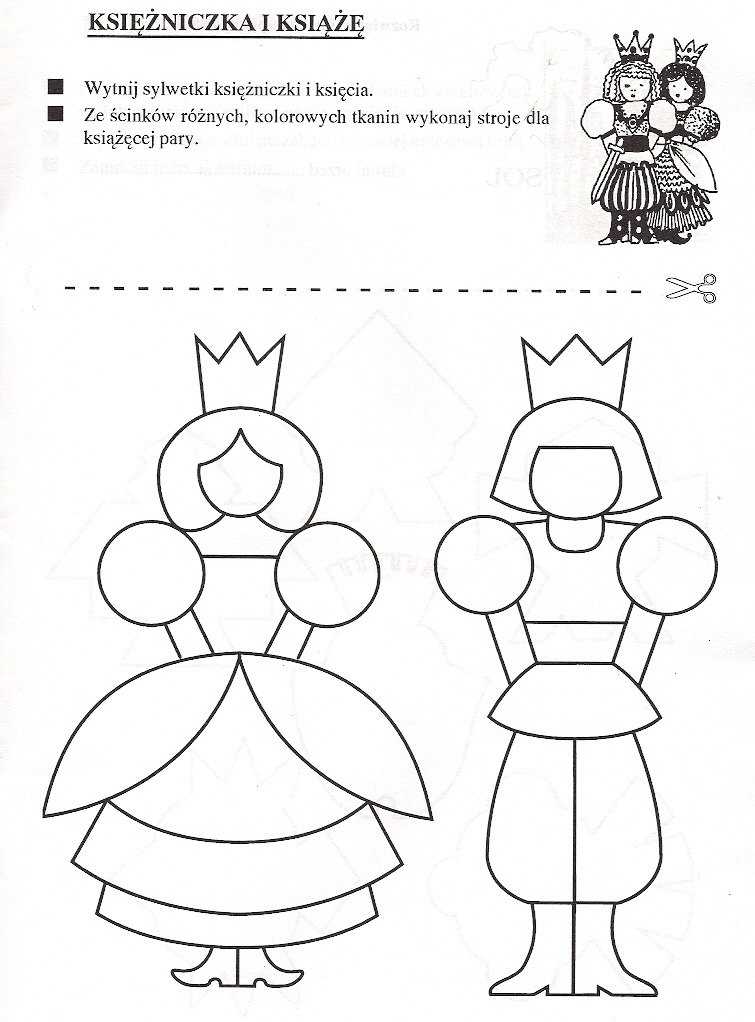 KSIĘŻNICZKA I KSIĄŻĘ
Wytnij sylwetki księżniczki i księcia.
Ze ścinków różnych, kolorowych tkanin wykonaj stroje dla
książęcej pary.